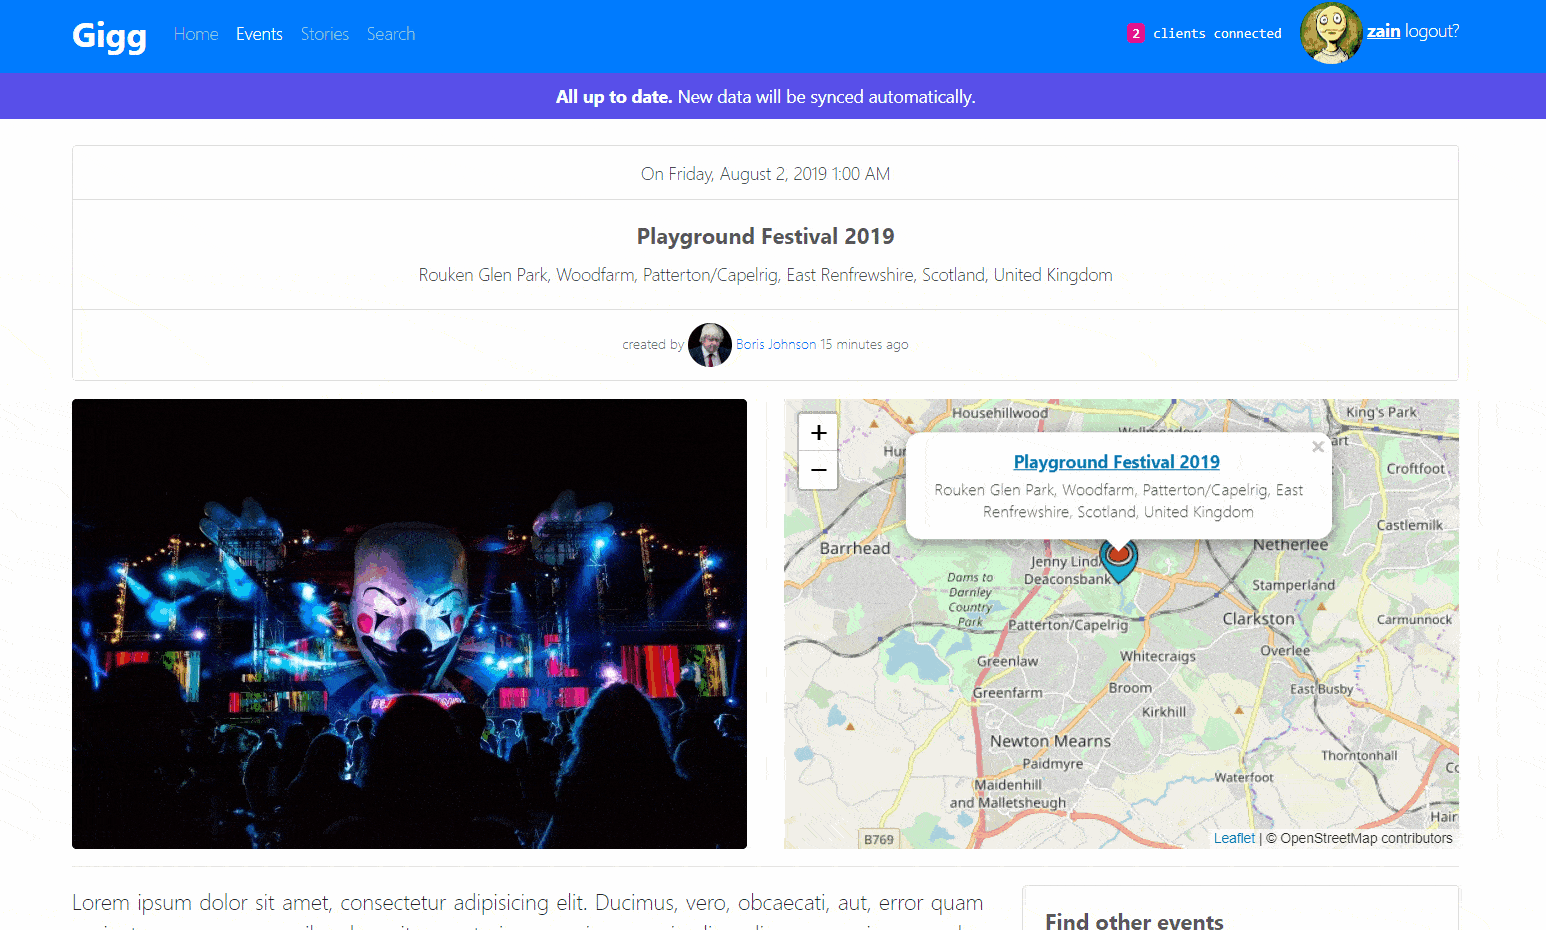 Gigg Home Events Stories Search 2 clients connected zain logout?
All up to date. New data will be synced automatically.
On Friday, August 2, 2019 1:00 AM
Playground Festival 2019
Rouken Glen Park, Woodfarm, Patterton/Capelrig, East Renfrewshire, Scotland, United Kingdom
created by Boris Johnson 15 minutes ago
+
−
Househillwood
King's Park
×
Playground Festival 2019
Rouken Glen Park, Woodfarm, Patterton/Capelrig, East
Renfrewshire, Scotland, United Kingdom
Croftfoot
Castlemilk
Barrhead
Netherlee
Jenny Lind
Deaconsbank
Dams to
Darnley
Country
Park
Stamperland
Patterton/Capelrig
Clarkston
Carmunnock
Greenlaw
Whitecraigs
Overlee
Greenfarm
Broom
East Busby
Kirkhill
Newton Mearns
Paidmyre
Thorntonhall
Waterfoot
Maidenhill
and Malletsheugh
B769
Leaflet | © OpenStreetMap contributors
Lorem ipsum dolor sit amet, consectetur adipisicing elit. Ducimus, vero, obcaecati, aut, error quam
Find other events